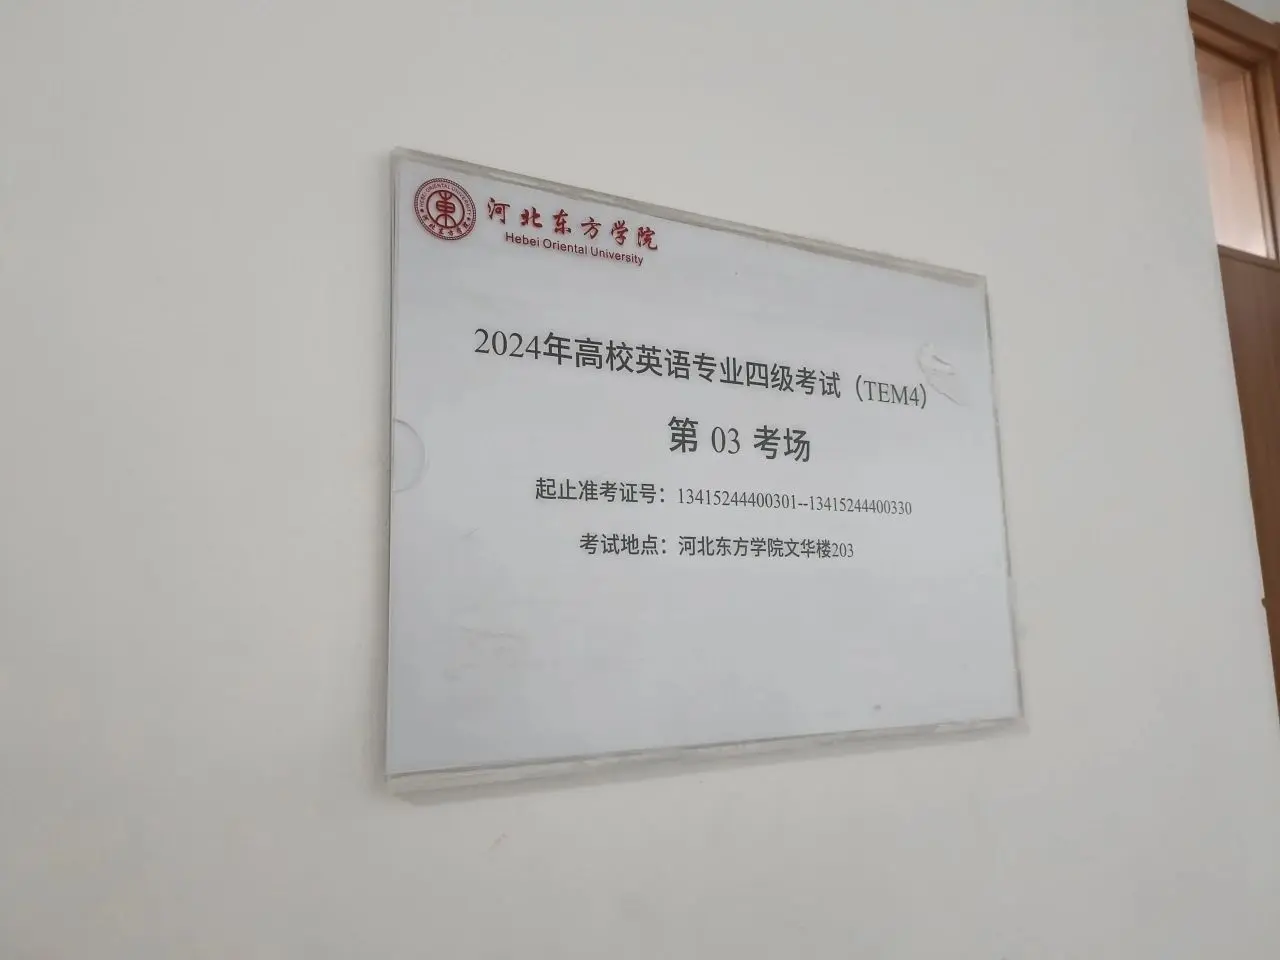 河北东方学院
Hebei Oriental University
2024年高校英语专业四级考试（TEM4）
第 03 考场
起止准考证号：13415244400301--13415244400330
考试地点：河北东方学院文华楼203